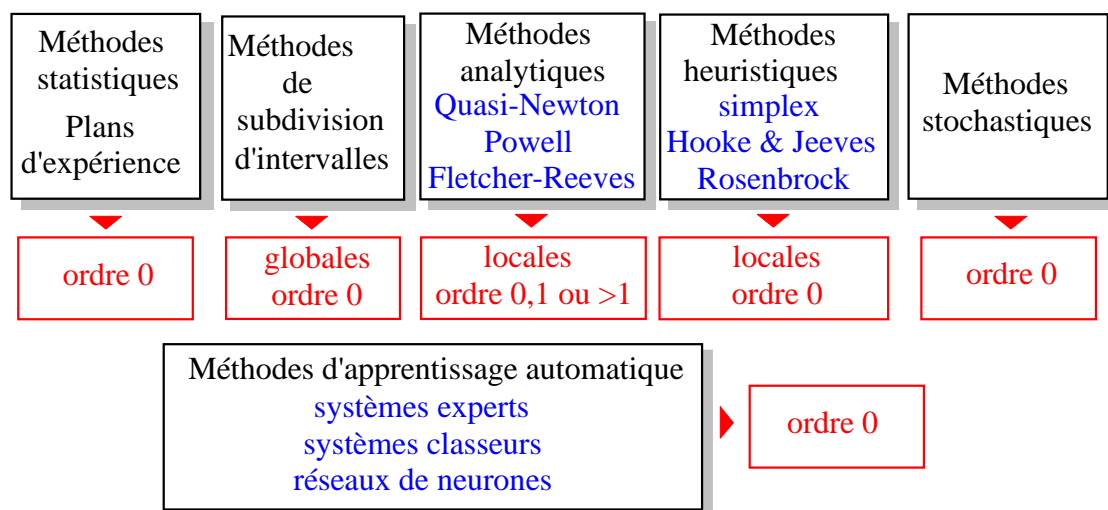 Méthodes
statistiques
Plans
d'expérience
ordre 0
Méthodes
de
subdivision
d'intervalles
globales
ordre 0
Méthodes
analytiques
Quasi-Newton
Powell
Fletcher-Reeves
locales
ordre 0,1 ou >1
Méthodes
heuristiques
simplex
Hooke & Jeeves
Rosenbrock
locales
ordre 0
Méthodes
stochastiques
ordre 0
Méthodes d'apprentissage automatique
systèmes experts
systèmes classeurs
réseaux de neurones
ordre 0